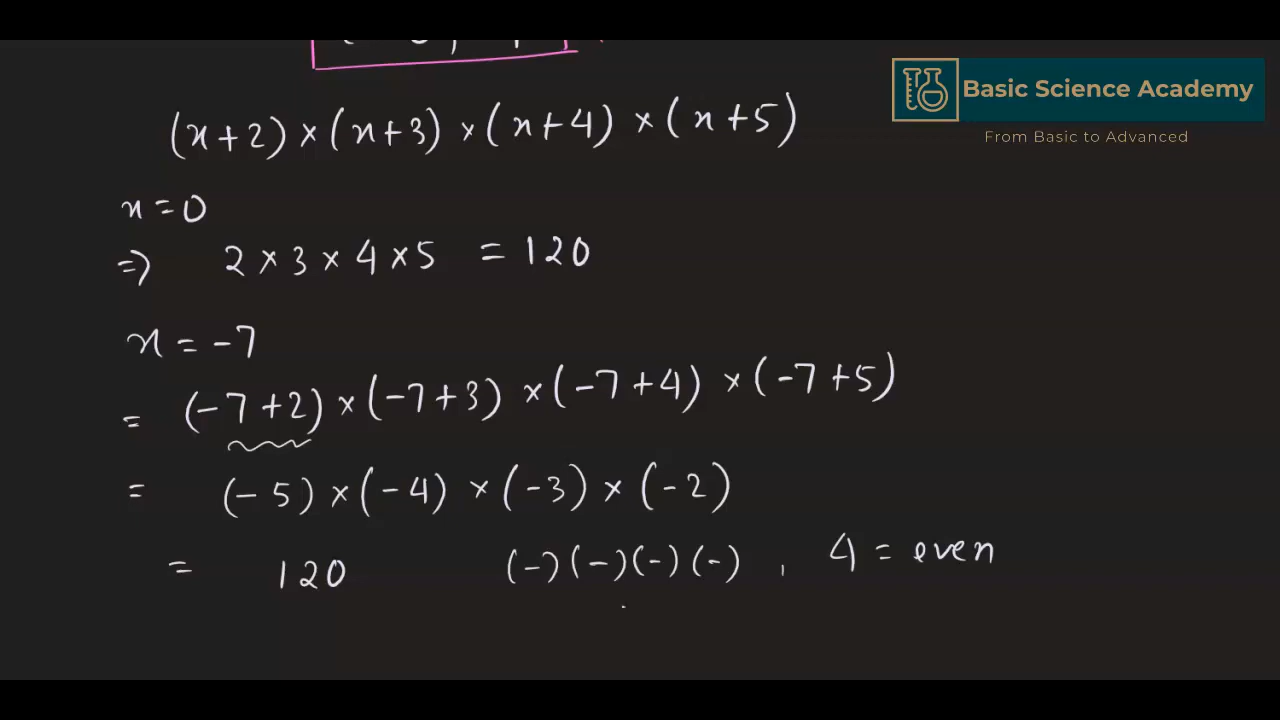 Basic Science Academy
From Basic to Advanced
(x+2) × (x+3) × (x+4) × (x+5)
x = 0
⇒ 2 × 3 × 4 × 5 = 120
x = -7
= (-7+2) × (-7+3) × (-7+4) × (-7+5)
= (-5) × (-4) × (-3) × (-2)
= 120 (-)(-)(-)(-) , 4 = even